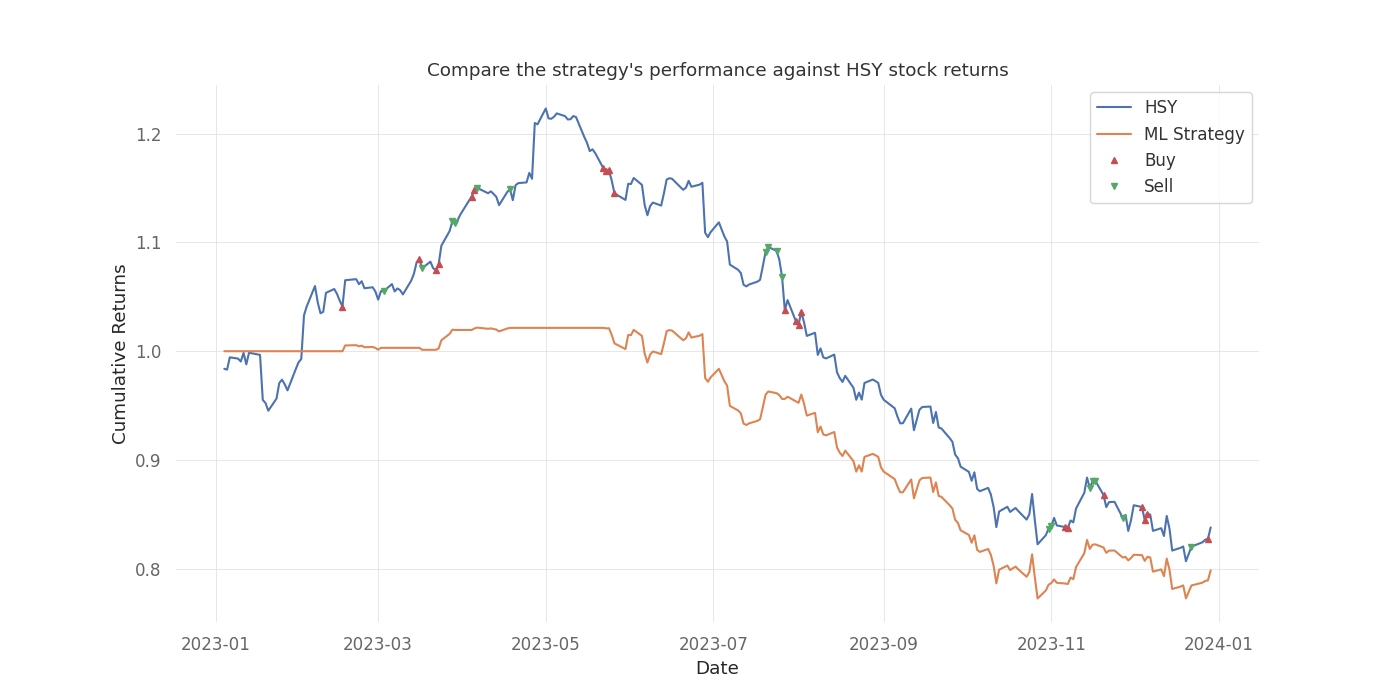 Compare the strategy's performance against HSY stock returns
HSY
ML Strategy
Buy
Sell
Cumulative Returns
1.2
1.1
1.0
0.9
0.8
2023-01
2023-03
2023-05
2023-07
2023-09
2023-11
2024-01
Date